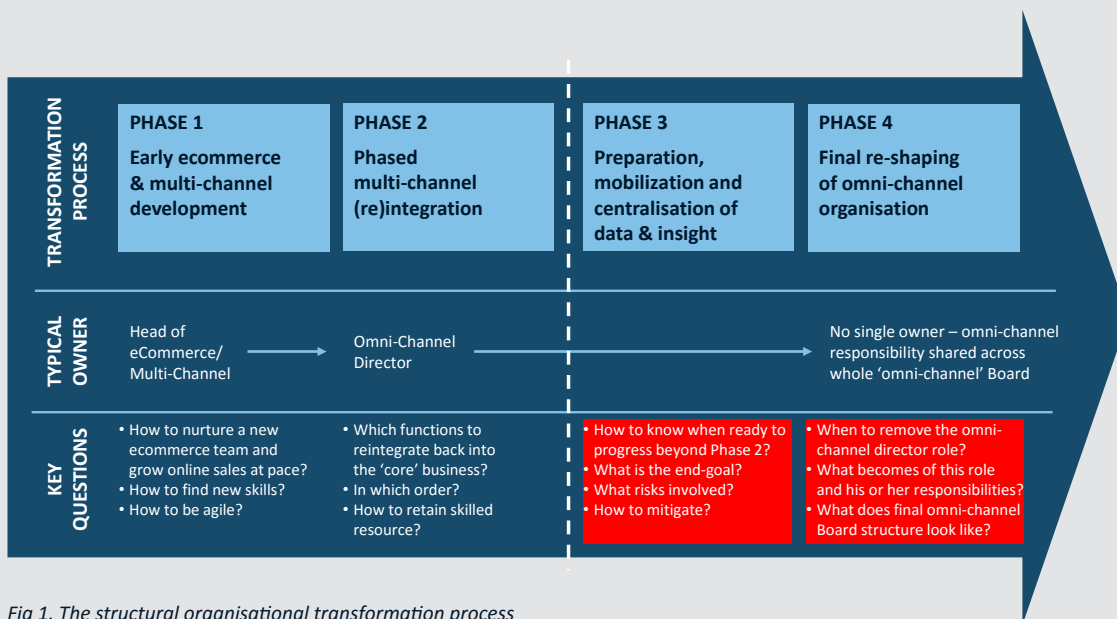 TRANSFORMATION
PROCESS
PHASE 1
Early ecommerce
& multi-channel
development
PHASE 2
Phased
multi-channel
(re)integration
PHASE 3
Preparation,
mobilization and
centralisation of
data & insight
PHASE 4
Final re-shaping
of omni-channel
organisation
TYPICAL
OWNER
Head of
eCommerce/
Multi-Channel
Omni-Channel
Director
No single owner – omni-channel
responsibility shared across
whole ‘omni-channel’ Board
KEY
QUESTIONS
• How to nurture a new
ecommerce team and
grow online sales at pace?
• How to find new skills?
• How to be agile?
• Which functions to
reintegrate back into
the ‘core’ business?
• In which order?
• How to retain skilled
resource?
• How to know when ready to
progress beyond Phase 2?
• What is the end-goal?
• What risks involved?
• How to mitigate?
• When to remove the omni-
channel director role?
• What becomes of this role
and his or her responsibilities?
• What does final omni-channel
Board structure look like?
Fig 1. The structural organisational transformation process